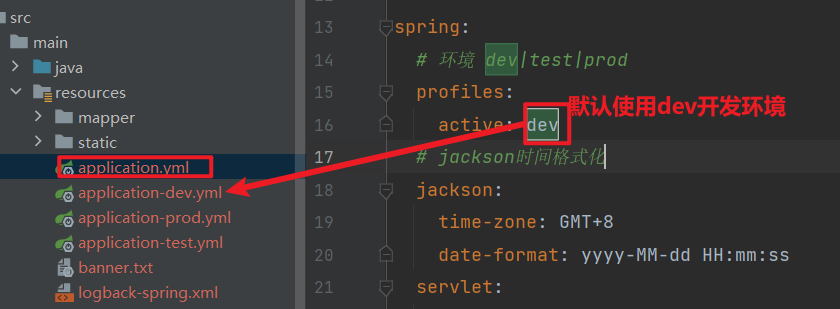 src
main
java
resources
mapper
static
application.yml
application-dev.yml
application-prod.yml
application-test.yml
banner.txt
logback-spring.xml
12
13 spring:
14 # 环境 dev|test|prod
15 profiles:
16 active: dev
默认使用dev开发环境
17 # jackson时间格式化
18 jackson:
19 time-zone: GMT+8
20 date-format: yyyy-MM-dd HH:mm:ss
21 servlet: